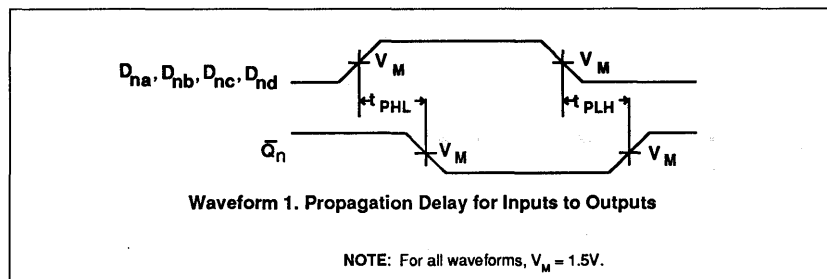 D_na, D_nb, D_nc, D_nd
V_M
V_M
t_PHL
t_PLH
Q̅_n
V_M
V_M
Waveform 1. Propagation Delay for Inputs to Outputs
NOTE: For all waveforms, V_M = 1.5V.